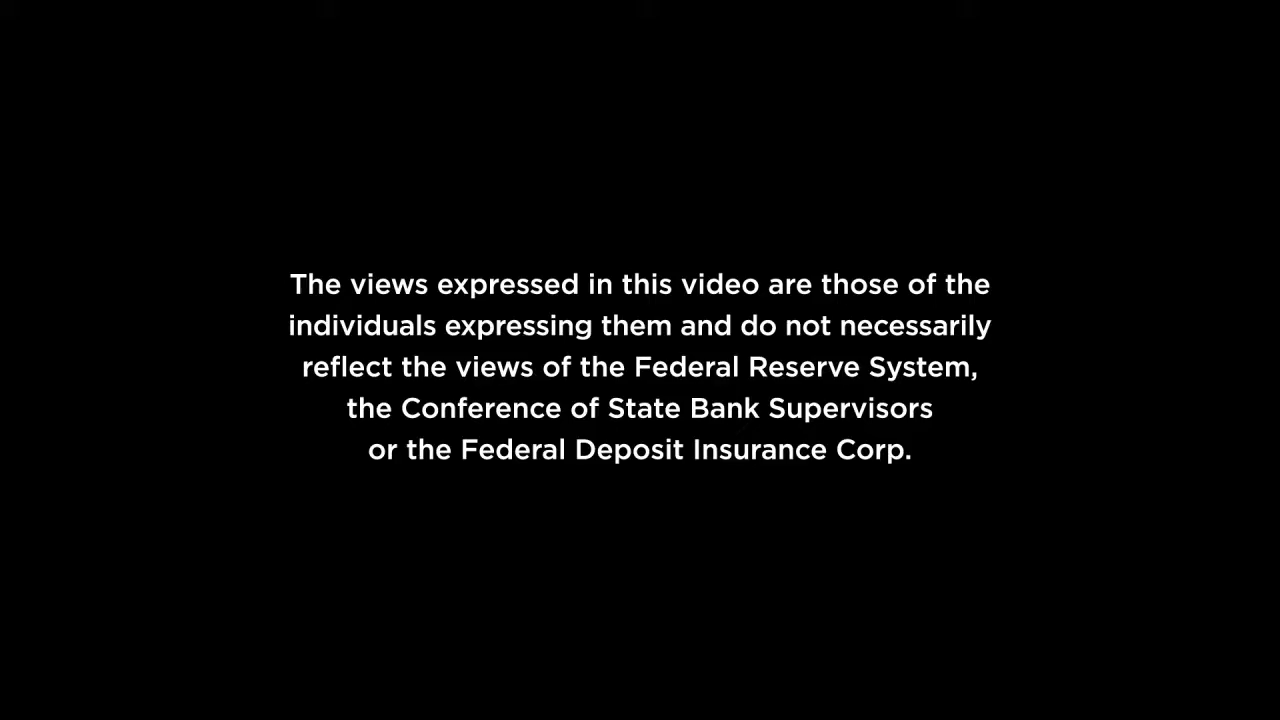 The views expressed in this video are those of the
individuals expressing them and do not necessarily
reflect the views of the Federal Reserve System,
the Conference of State Bank Supervisors
or the Federal Deposit Insurance Corp.